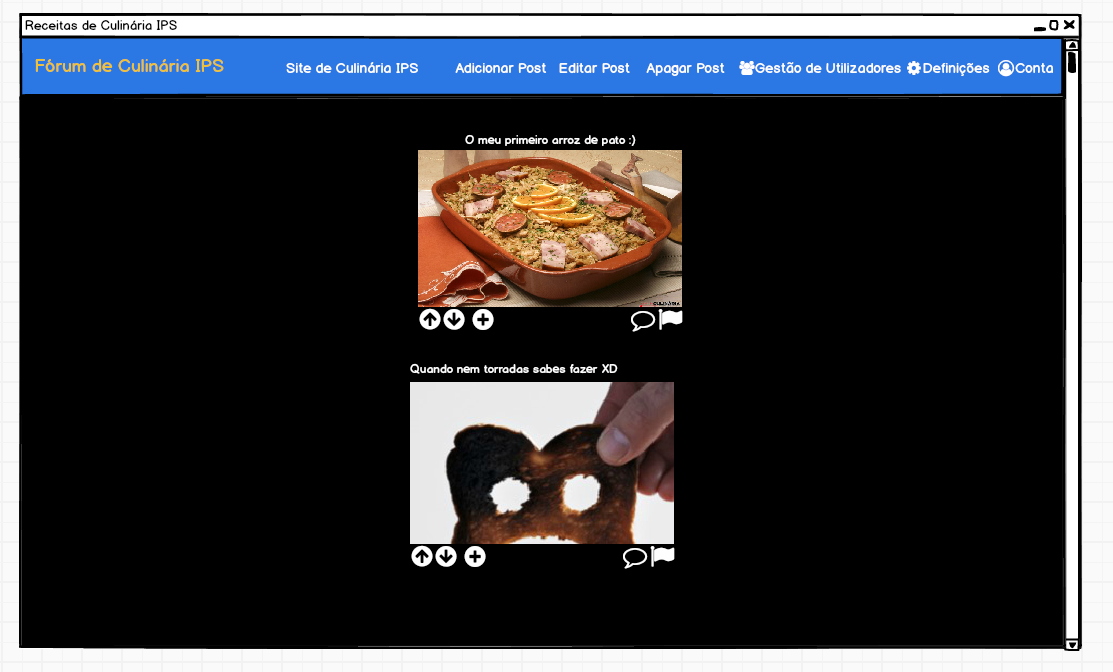 Receitas de Culinária IPS
Fórum de Culinária IPS
Site de Culinária IPS
Adicionar Post
Editar Post
Apagar Post
Gestão de Utilizadores
Definições
Conta
O meu primeiro arroz de pato :)
Quando nem torradas sabes fazer XD